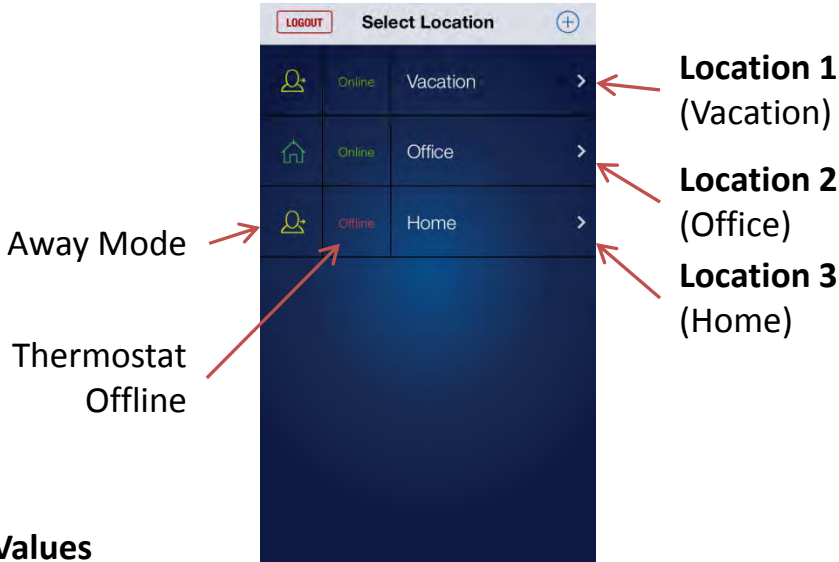 LOGOUT Select Location
Online Vacation
Online Office
Offline Home
Away Mode
Thermostat
Offline
Location 1
(Vacation)
Location 2
(Office)
Location 3
(Home)
Values